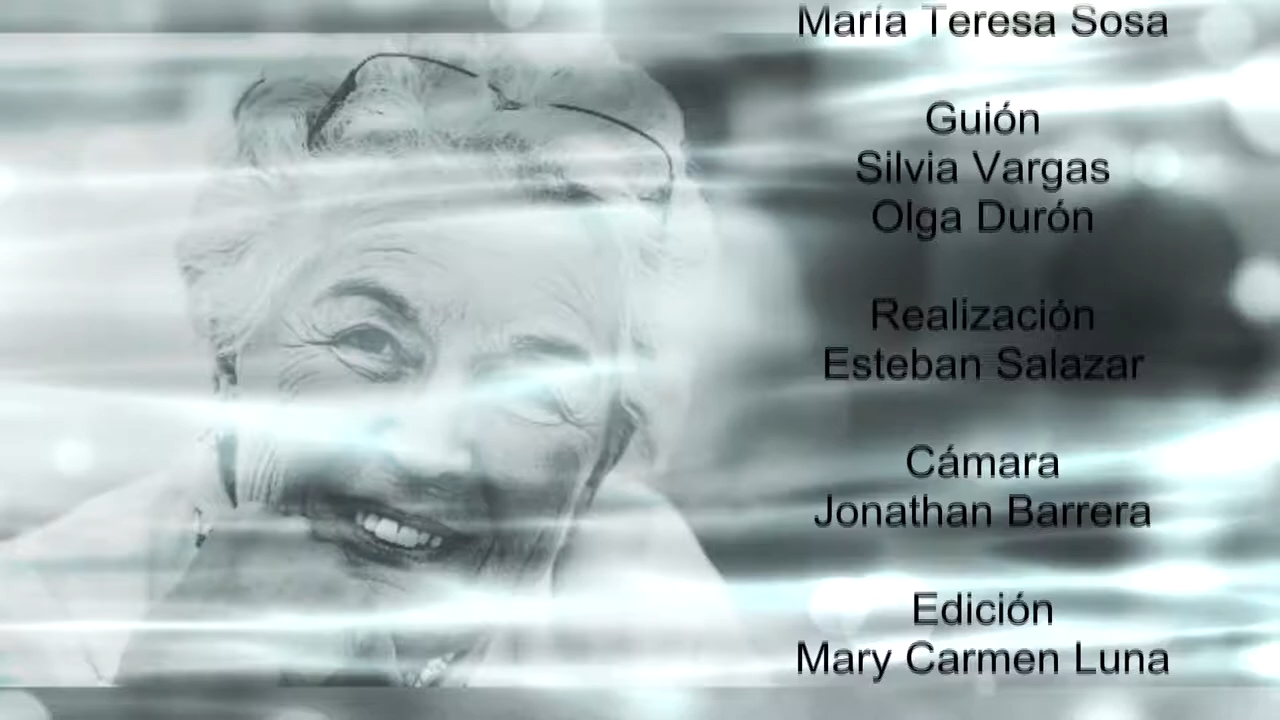 María Teresa Sosa
Guión
Silvia Vargas
Olga Durón
Realización
Esteban Salazar
Cámara
Jonathan Barrera
Edición
Mary Carmen Luna